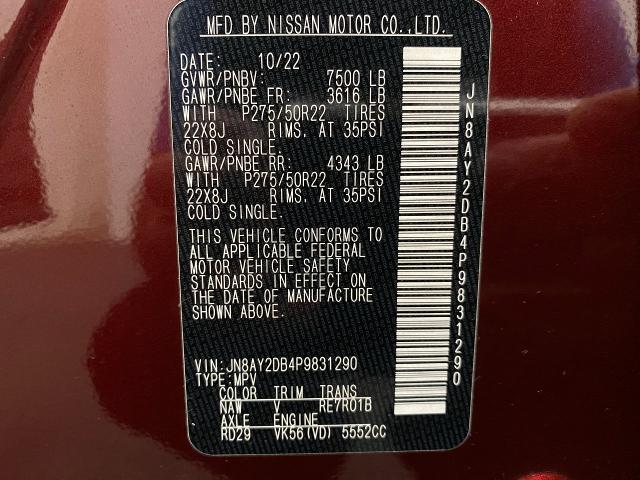 MFD BY NISSAN MOTOR CO.,LTD.
DATE: 10/22
GVWR/PNBV: 7500 LB
GAWR/PNBE FR: 3616 LB
WITH P275/50R22 TIRES
22X8J RIMS. AT 35PSI
COLD SINGLE.
GAWR/PNBE RR: 4343 LB
WITH P275/50R22 TIRES
22X8J RIMS. AT 35PSI
COLD SINGLE.
THIS VEHICLE CONFORMS TO
ALL APPLICABLE FEDERAL
MOTOR VEHICLE SAFETY
STANDARDS IN EFFECT ON
THE DATE OF MANUFACTURE
SHOWN ABOVE.
VIN: JN8AY2DB4P9831290
TYPE: MPV
COLOR TRIM TRANS
NAW V RE7R01B
AXLE ENGINE
RD29 VK56(VD) 5552CC
JN8AY2DB4P9831290